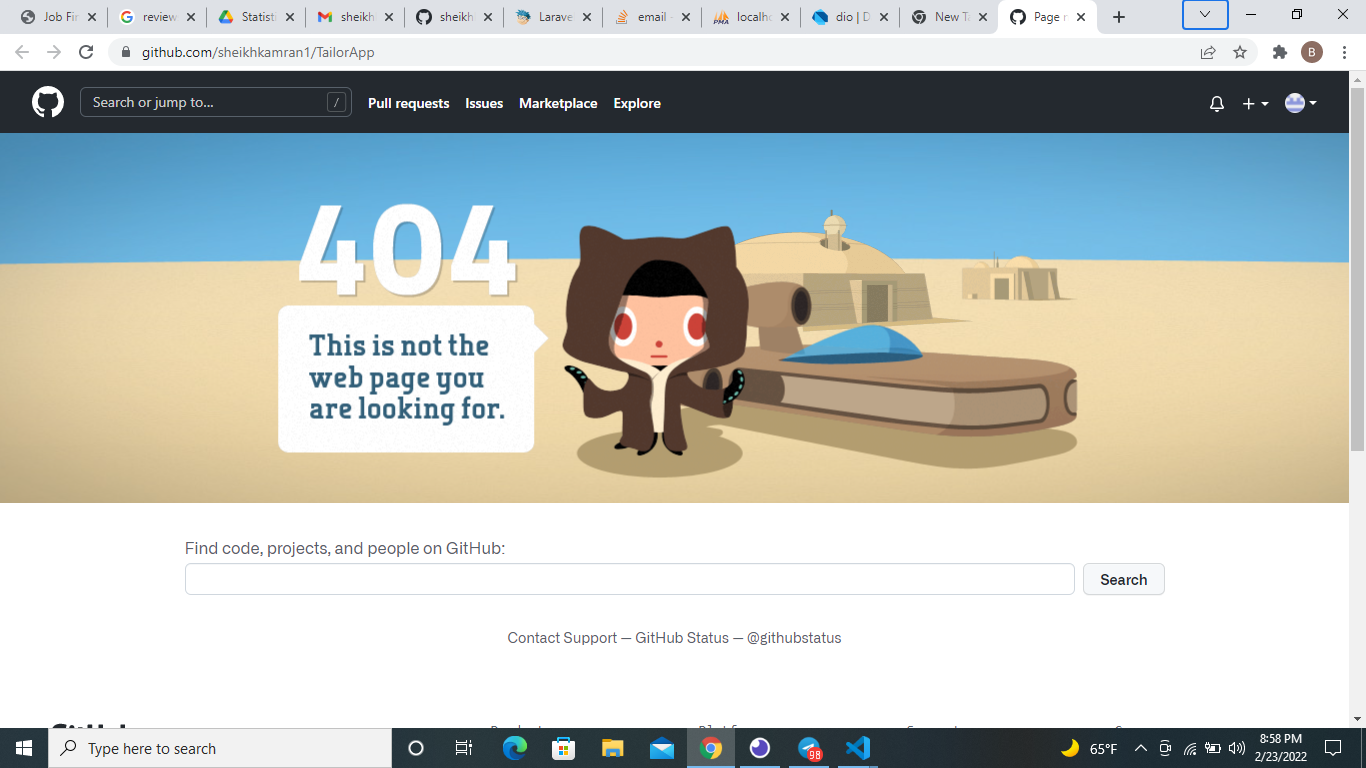 Job Fir
review
Statisti
sheikh
sheikh
Larave
email
localho
dio | D
New Ta
Page n
github.com/sheikhkamran1/TailorApp
B
Search or jump to...
/
Pull requests
Issues
Marketplace
Explore
404
This is not the
web page you
are looking for.
Find code, projects, and people on GitHub:
Search
Contact Support — GitHub Status — @githubstatus
Type here to search
98
65°F
8:58 PM
2/23/2022